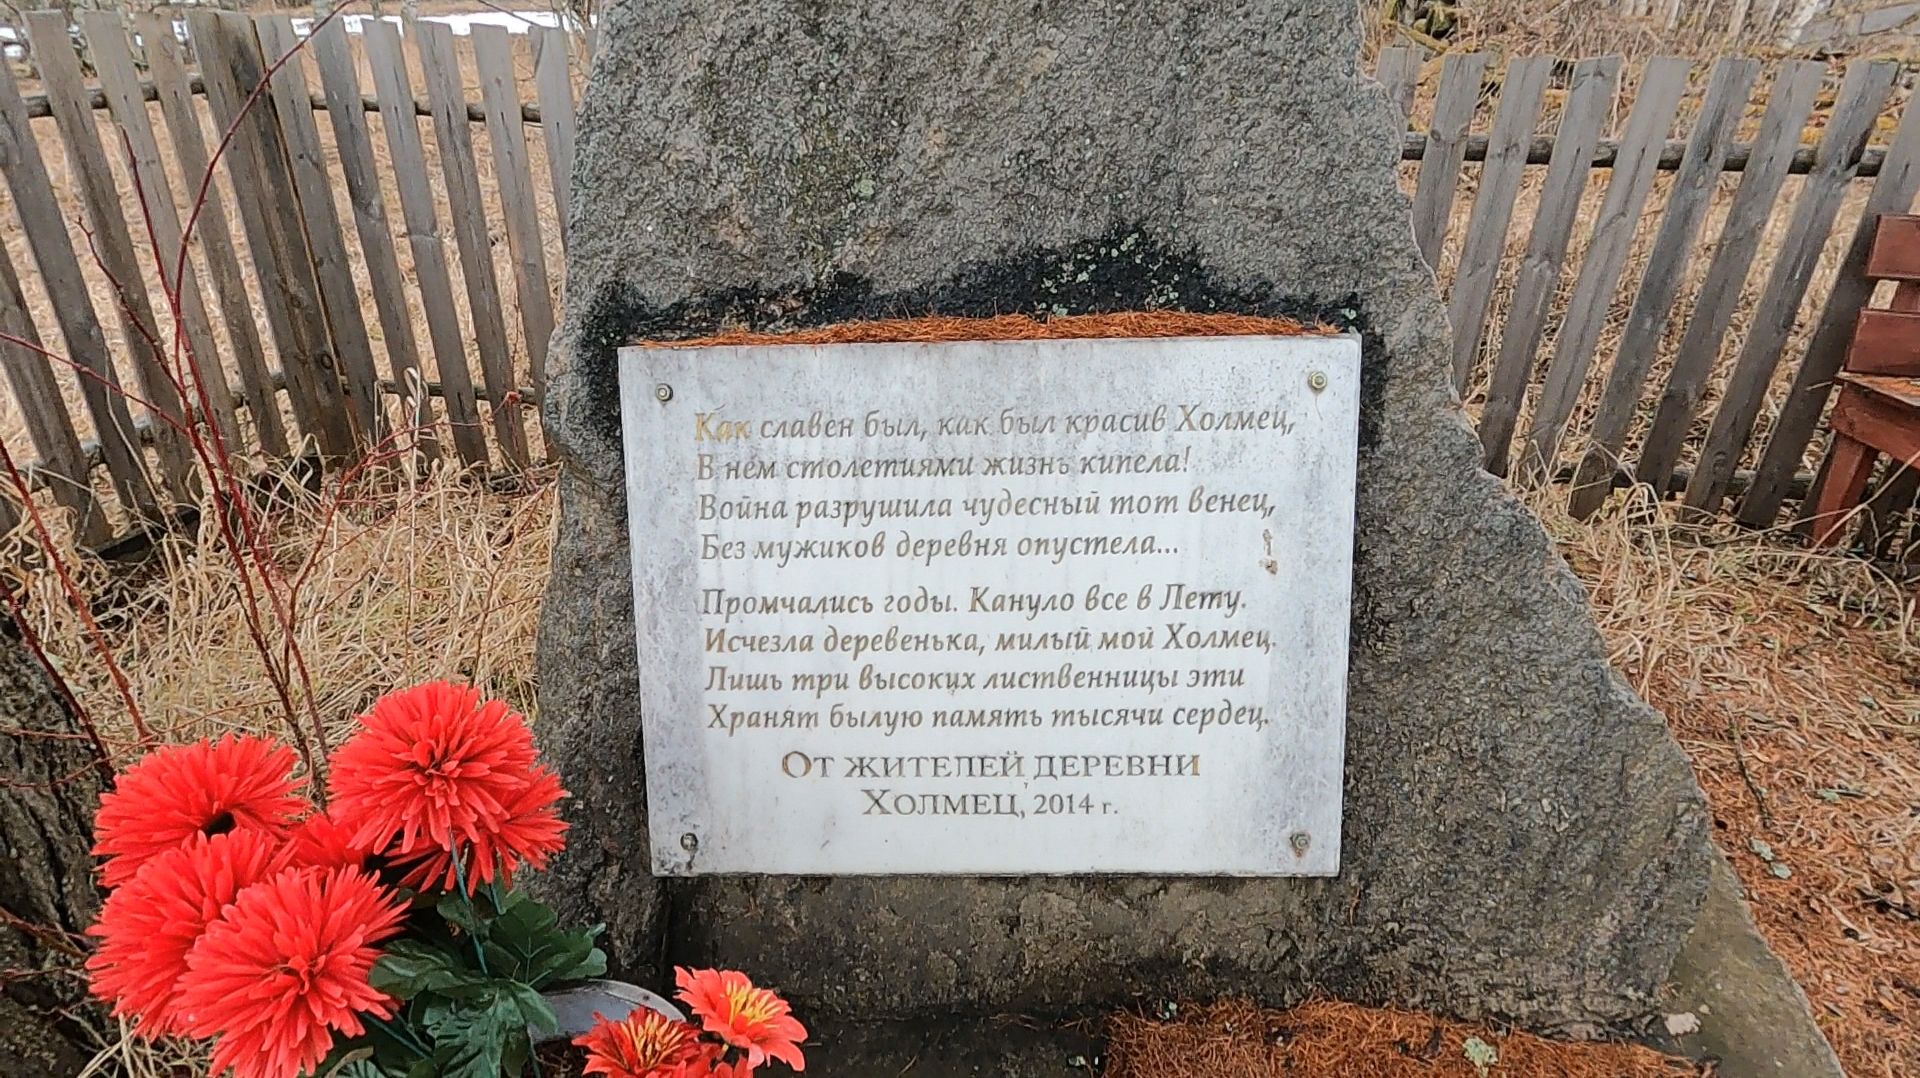 Как славен был, как был красив Холмец,
В нем столетиями жизнь кипела!
Война разрушила чудесный тот венец,
Без мужиков деревня опустела...
Промчались годы. Кануло все в Лету.
Исчезла деревенька, милый мой Холмец.
Лишь три высоких лиственницы эти
Хранят былую память тысячи сердец.
От жителей деревни
Холмец, 2014 г.